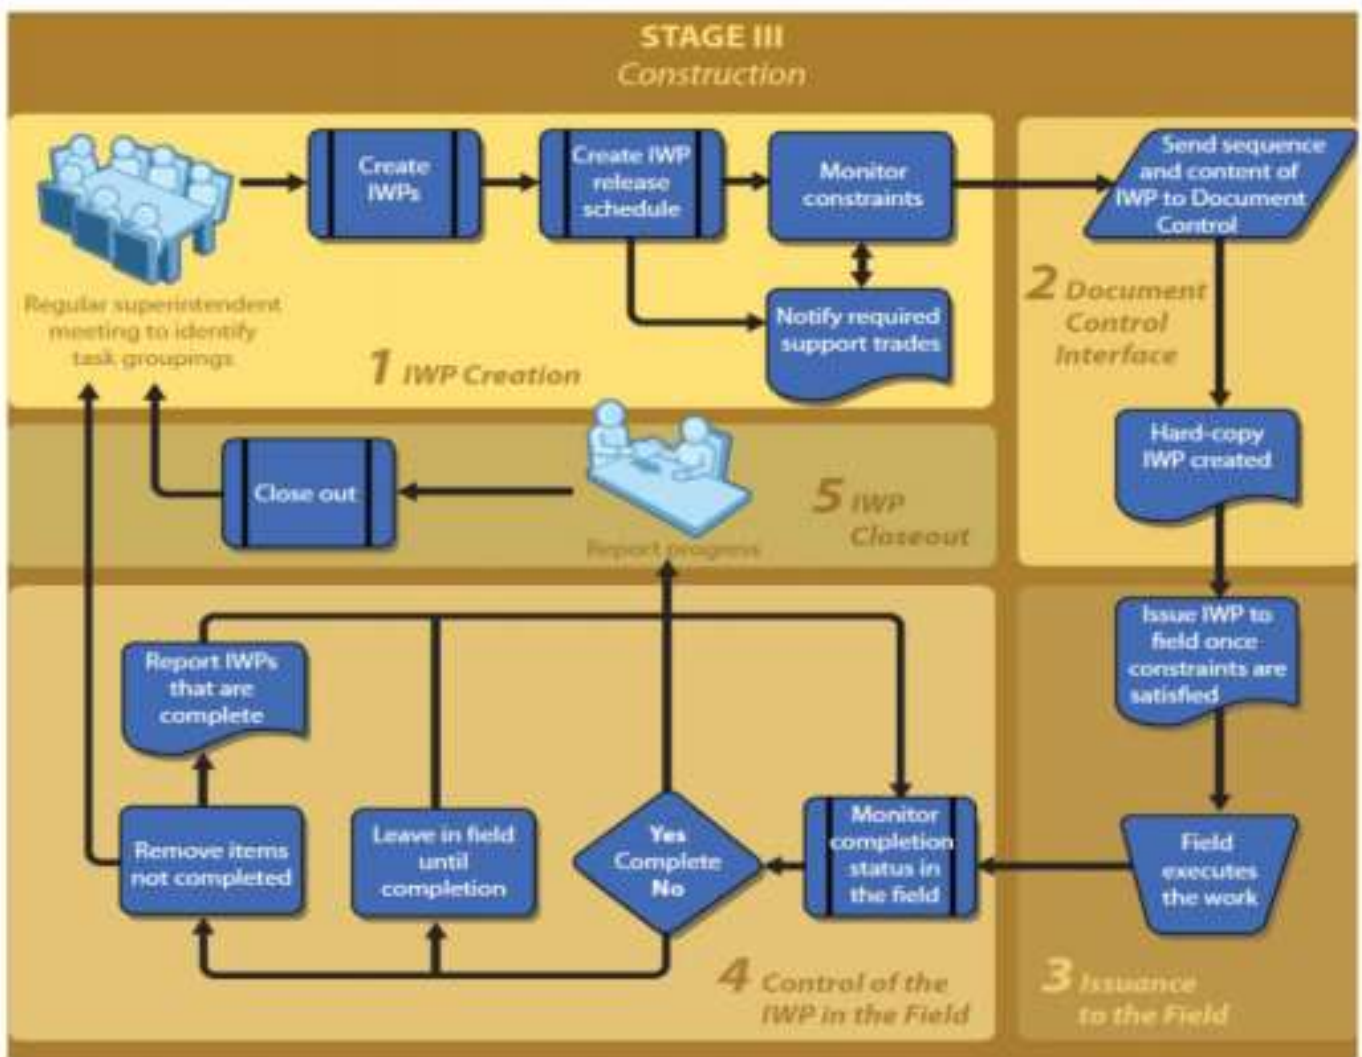 STAGE III
Construction
Create
IWPs
Create IWP
release
schedule
Monitor
constraints
Send sequence
and content of
IWP to Document
Control
Regular superintendent
meeting to identify
task groupings
1 IWP Creation
Notify required
support trades
2 Document
Control
Interface
Hard-copy
IWP created
Close out
Report progress
5 IWP
Closeout
Issue IWP to
field once
constraints are
satisfied
Report IWPs
that are
complete
Remove items
not completed
Leave in field
until
completion
Yes
Complete
No
Monitor
completion
status in
the field
Field
executes
the work
4 Control of the
IWP in the Field
3 Issuance
to the Field